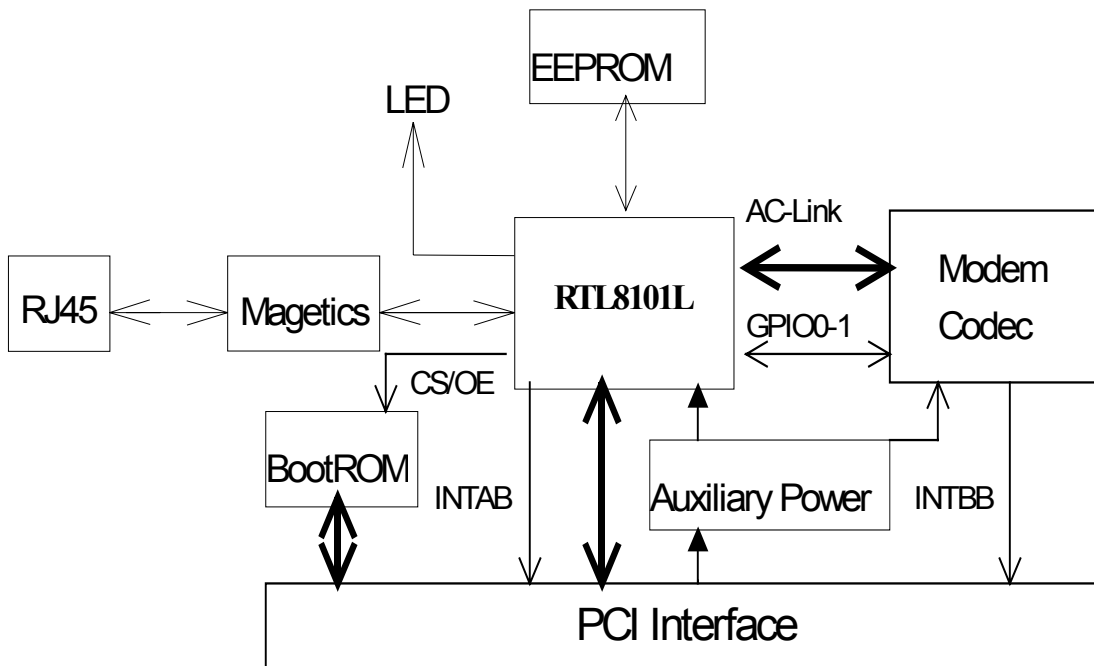 EEPROM
LED
AC-Link
RJ45
Magetics
RTL8101L
Modem
Codec
GPIO0-1
CS/OE
BootROM
INTAB
Auxiliary Power
INTBB
PCI Interface